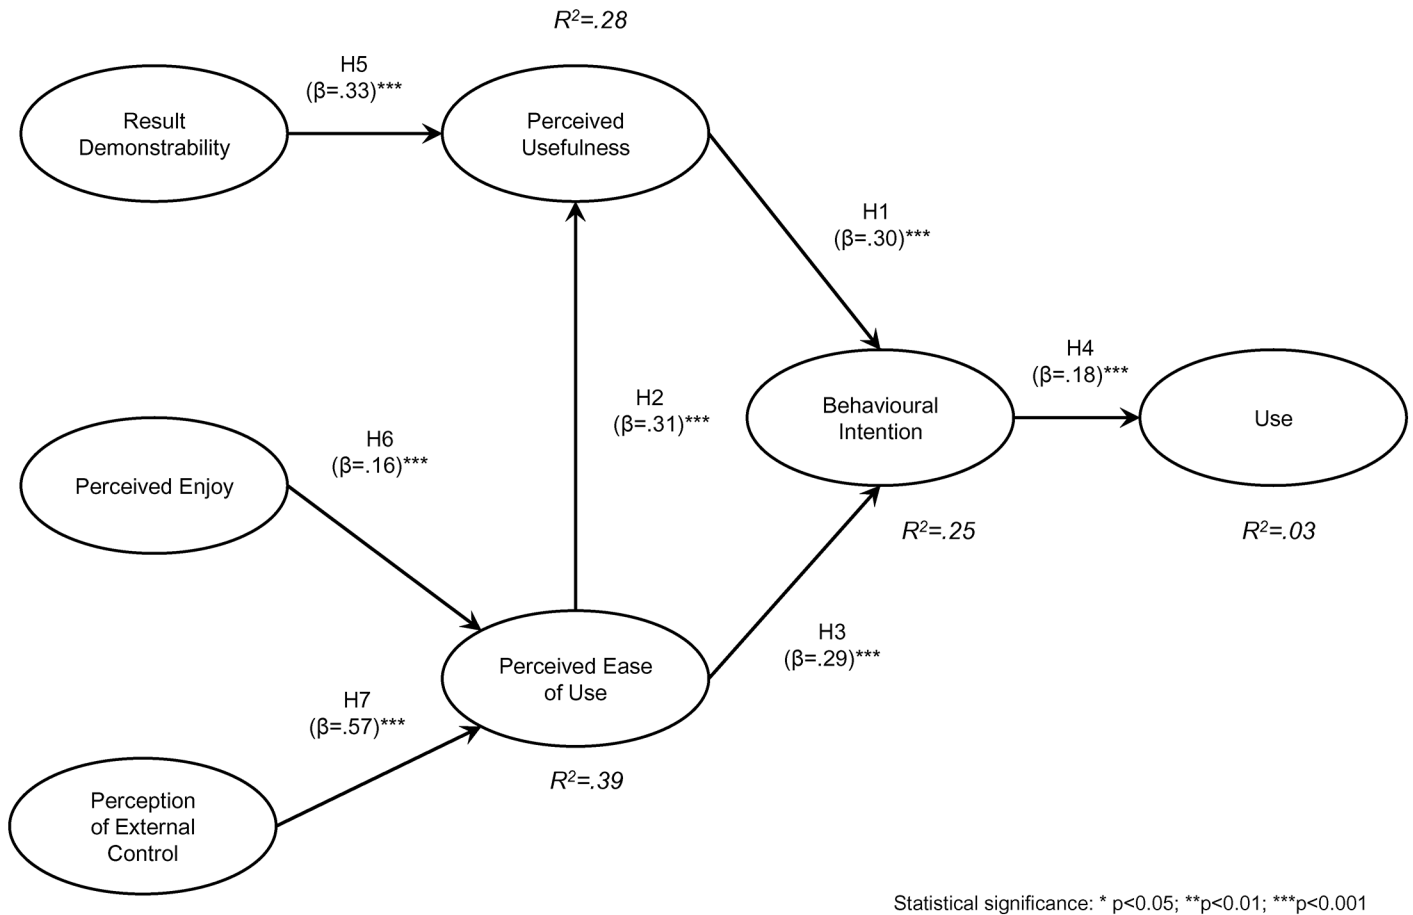 R²=.28
H5
(β=.33)***
Result
Demonstrability
Perceived
Usefulness
H1
(β=.30)***
H4
(β=.18)***
H2
(β=.31)***
Behavioural
Intention
Use
H6
(β=.16)***
Perceived Enjoy
R²=.25
R²=.03
H3
(β=.29)***
Perceived Ease
of Use
H7
(β=.57)***
R²=.39
Perception
of External
Control
Statistical significance: * p<0.05; **p<0.01; ***p<0.001